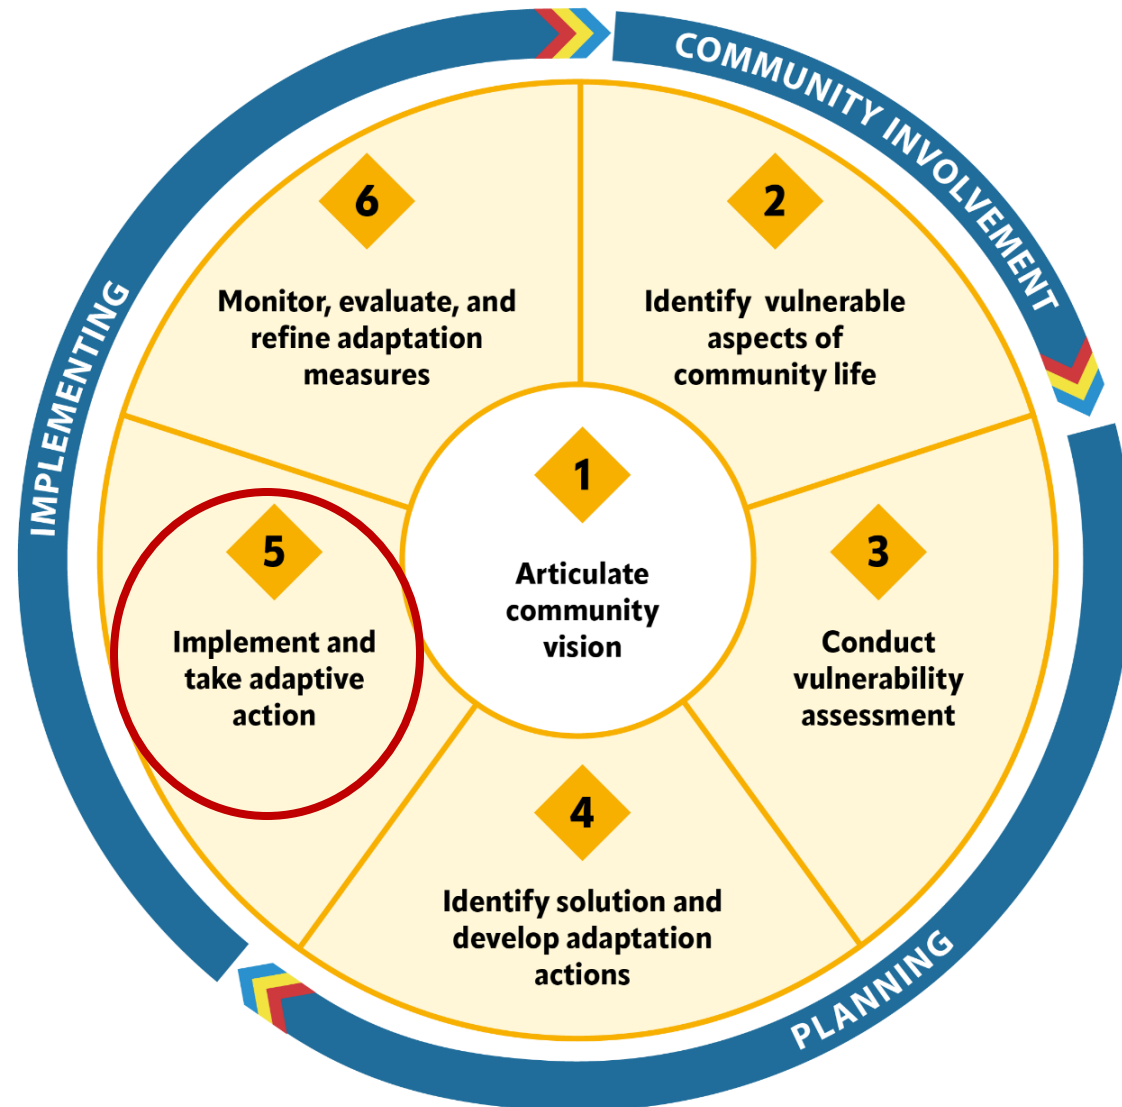 COMMUNITY INVOLVEMENT
PLANNING
IMPLEMENTING
1
Articulate
community
vision
2
Identify vulnerable
aspects of
community life
3
Conduct
vulnerability
assessment
4
Identify solution and
develop adaptation
actions
5
Implement and
take adaptive
action
6
Monitor, evaluate, and
refine adaptation
measures